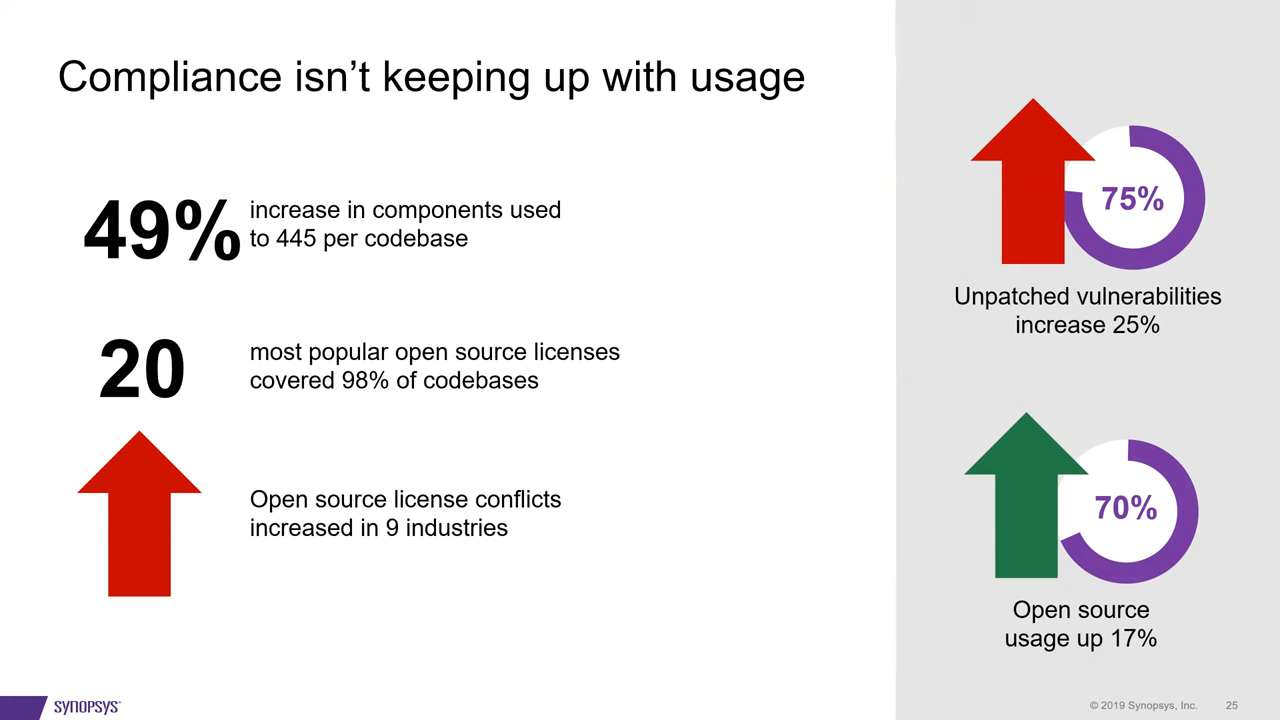 Compliance isn’t keeping up with usage
49%
increase in components used
to 445 per codebase
20
most popular open source licenses
covered 98% of codebases
Open source license conflicts
increased in 9 industries
75%
Unpatched vulnerabilities
increase 25%
70%
Open source
usage up 17%
SYNOPSYS®
© 2019 Synopsys, Inc.
25